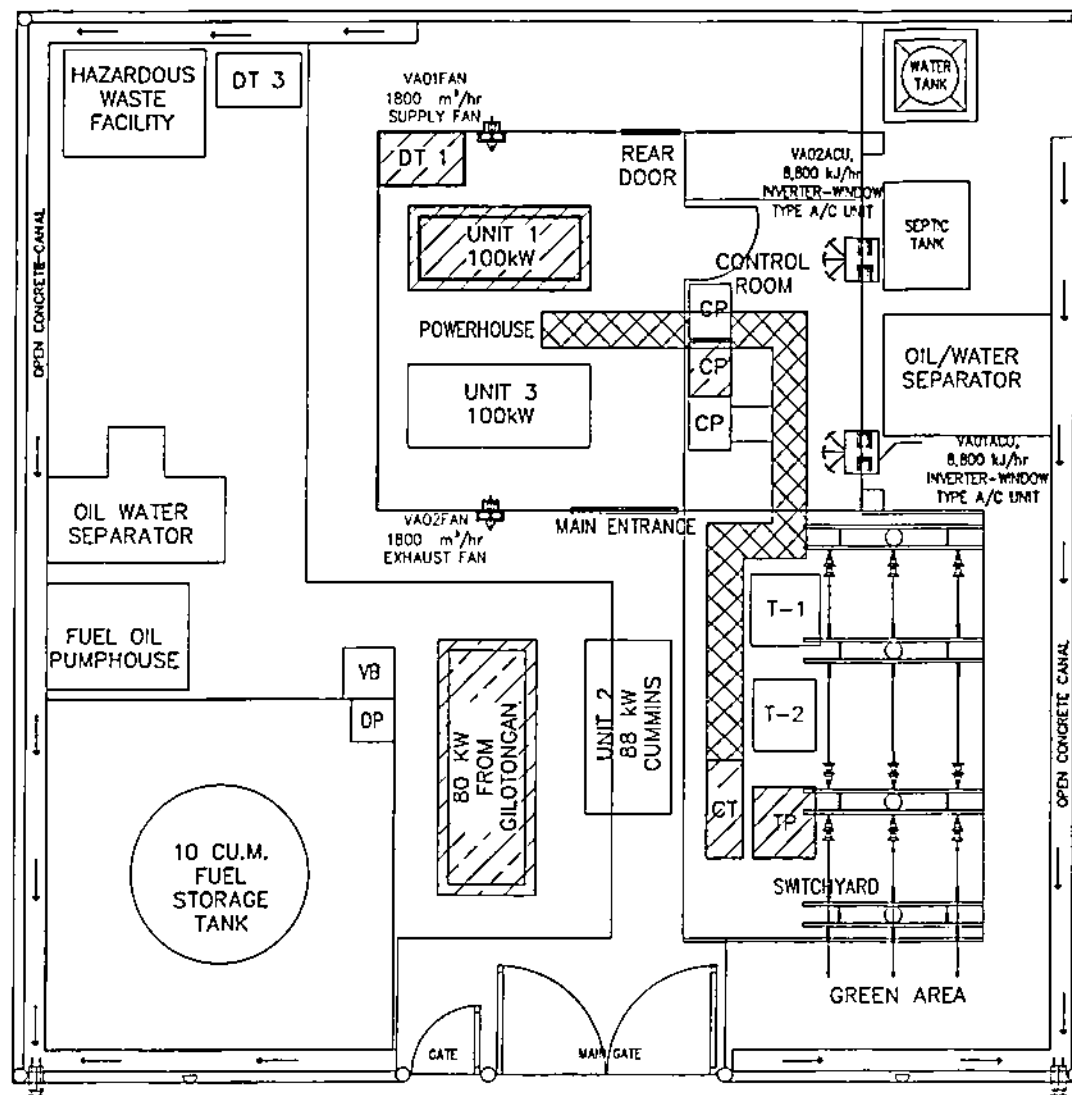 HAZARDOUS
WASTE
FACILITY
DT 3
VA01FAN
1800 m³/hr
SUPPLY FAN
WATER
TANK
DT 1
REAR
DOOR
VA02ACU,
8,800 kJ/hr
INVERTER-WINDOW
TYPE A/C UNIT
SEPTIC
TANK
UNIT 1
100kW
CONTROL
ROOM
OPEN CONCRETE-CANAL
POWERHOUSE
CP
CP
CP
OIL/WATER
SEPARATOR
UNIT 3
100kW
VA01ACU,
8,800 kJ/hr
INVERTER-WINDOW
TYPE A/C UNIT
OIL WATER
SEPARATOR
VA02FAN
1800 m³/hr
EXHAUST FAN
MAIN ENTRANCE
FUEL OIL
PUMPHOUSE
VB
DP
T-1
T-2
80 KW
FROM
GILOTONGAN
UNIT 2
88 kW
CUMMINS
CT
TP
OPEN CONCRETE CANAL
10 CU.M.
FUEL
STORAGE
TANK
SWITCHYARD
GREEN AREA
GATE
MAIN GATE